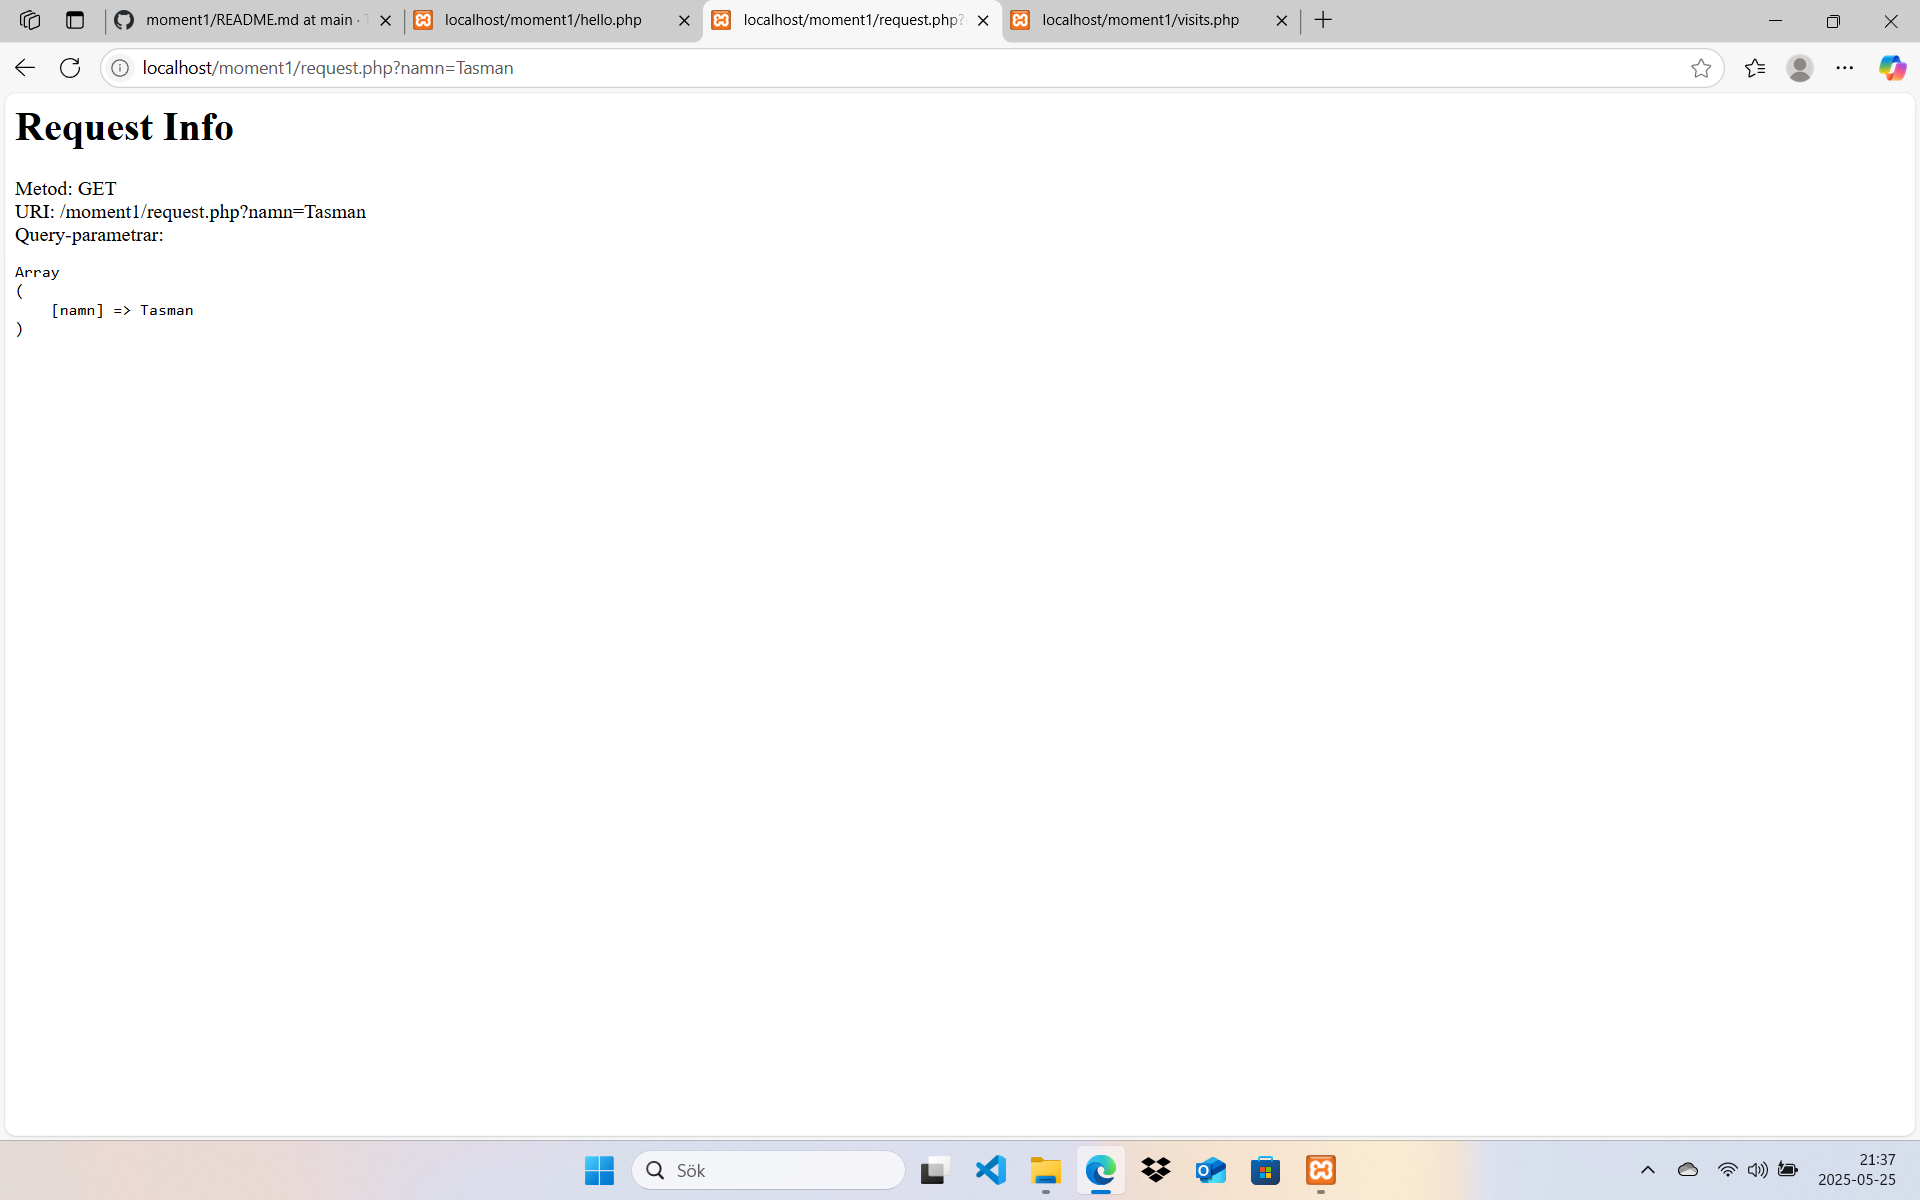 moment1/README.md at main ·
localhost/moment1/hello.php
localhost/moment1/request.php?
localhost/moment1/visits.php
localhost/moment1/request.php?namn=Tasman
Request Info
Metod: GET
URI: /moment1/request.php?namn=Tasman
Query-parametrar:
Array
(
    [namn] => Tasman
)
Sök
21:37
2025-05-25